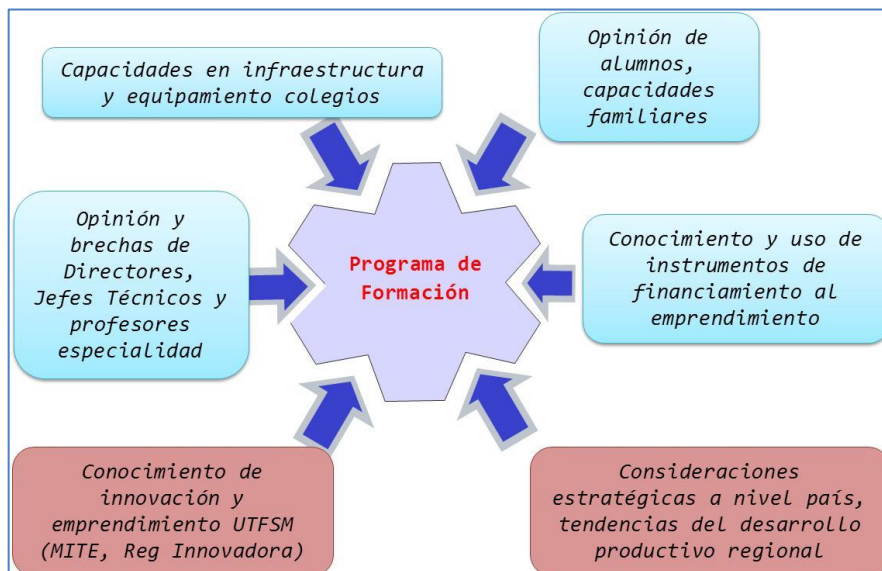 Capacidades en infraestructura
y equipamiento colegios
Opinión de
alumnos,
capacidades
familiares
Opinión y
brechas de
Directores,
Jefes Técnicos y
profesores
especialidad
Programa de
Formación
Conocimiento y uso de
instrumentos de
financiamiento al
emprendimiento
Conocimiento de
innovación y
emprendimiento UTFSM
(MITE, Reg Innovadora)
Consideraciones
estratégicas a nivel país,
tendencias del desarrollo
productivo regional